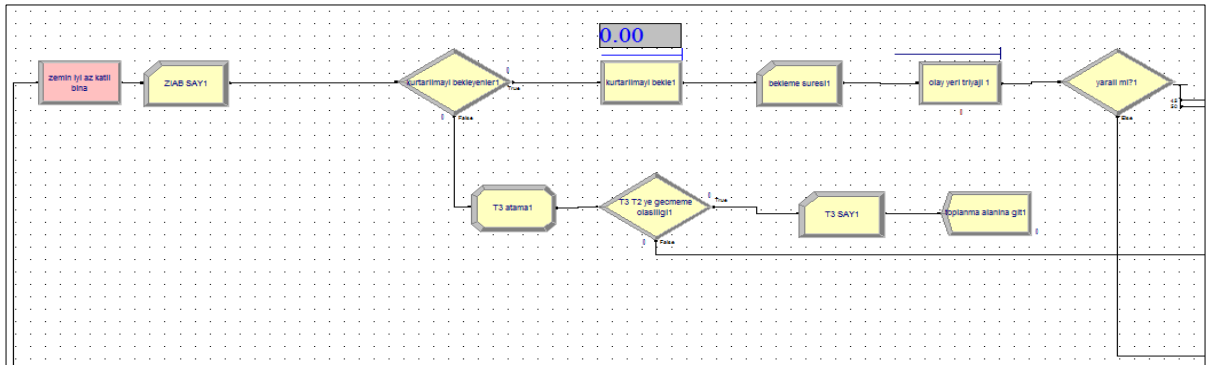 0.00
zemin iyi az katli
bina
ZIAB SAY1
kurtarilmayi bekleyenler1
True
False
kurtarilmayi bekle1
bekleme suresi1
olay yeri triyaji 1
yarali mi?1
Else
T3 atama1
T3 T2 ye gecmeme
olasiligi1
True
False
T3 SAY1
toplanma alanina git1